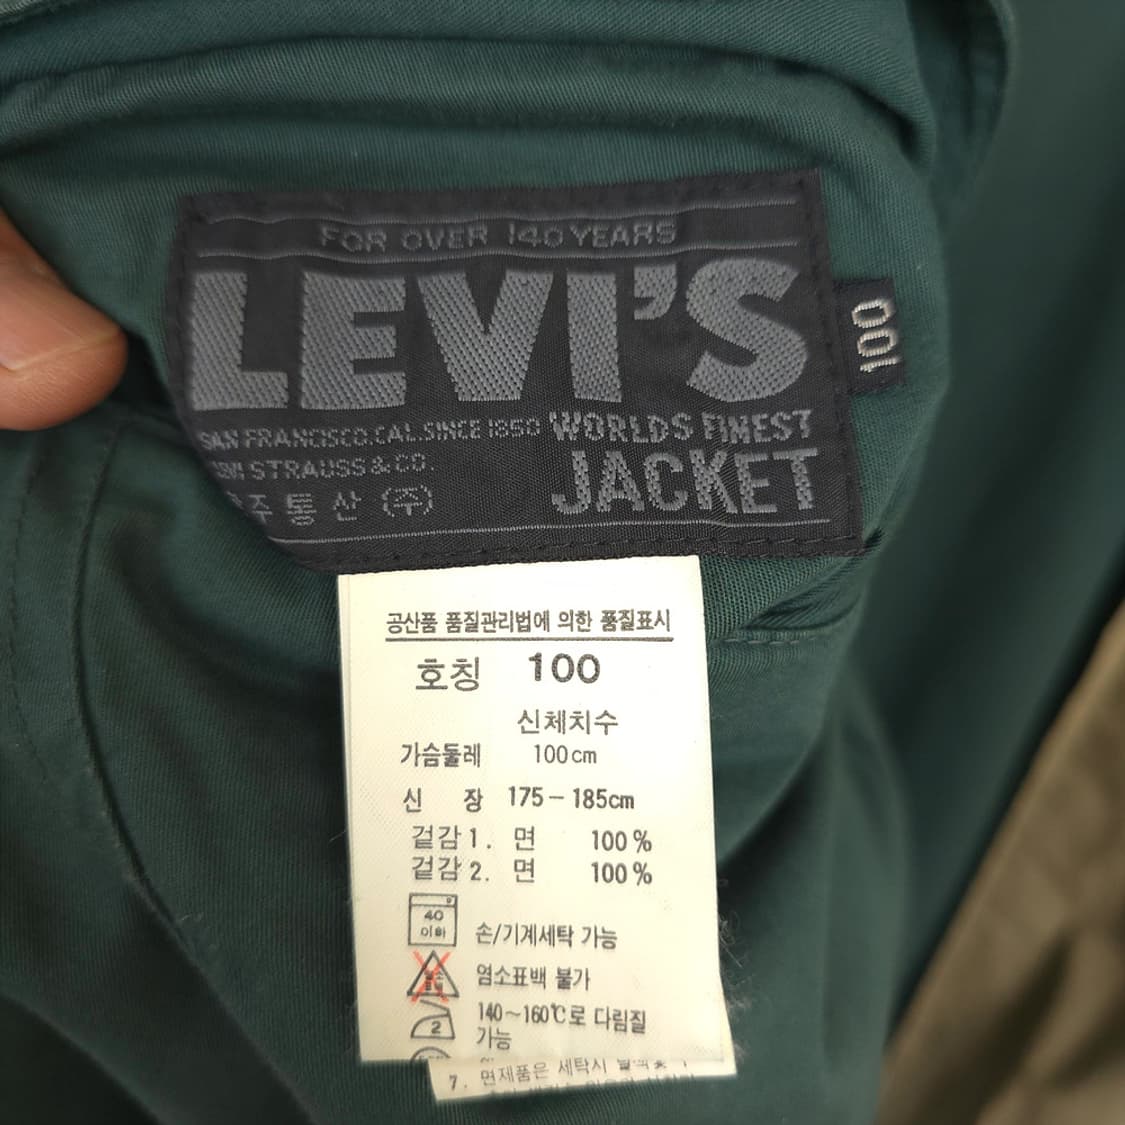 FOR OVER 140 YEARS
LEVI'S
100
SAN FRANCISCO.CAL.SINCE 1850
WORLDS FINEST
STRAUSS & CO.
JACKET
주통산 (주)
공산품 품질관리법에 의한 품질표시
호칭 100
신체치수
가슴둘레 100cm
신 장 175-185cm
겉감1. 면 100%
겉감2. 면 100%
40
이하
손/기계세탁 가능
염소표백 불가
2
140~160℃로 다림질
가능
7. 면제품은 세탁시